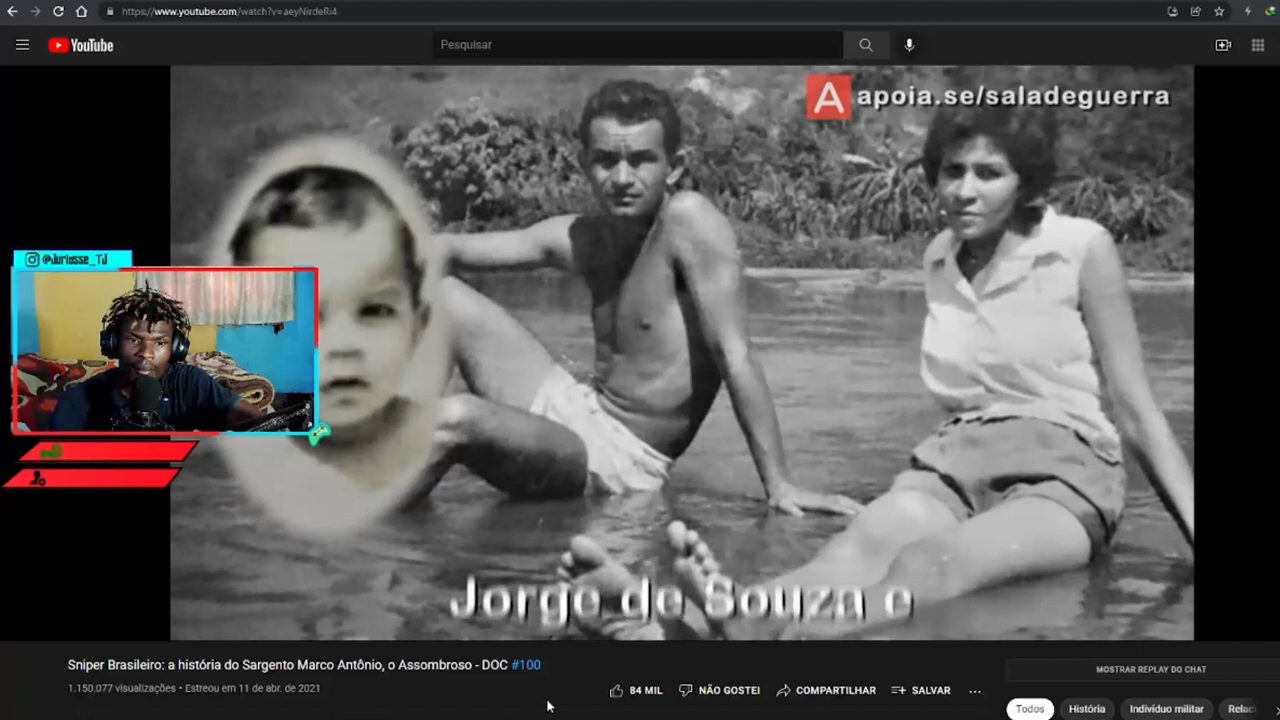 https://www.youtube.com/watch?v=aeyNirdeRi4
YouTube
Pesquisar
A apoia.se/saladeguerra
@Juriosse_TJ
Jorge de Souza e
Sniper Brasileiro: a história do Sargento Marco Antônio, o Assombroso - DOC #100
1.150.077 visualizações • Estreou em 11 de abr. de 2021
84 MIL
NÃO GOSTEI
COMPARTILHAR
SALVAR
MOSTRAR REPLAY DO CHAT
Todos
História
Indivíduo militar